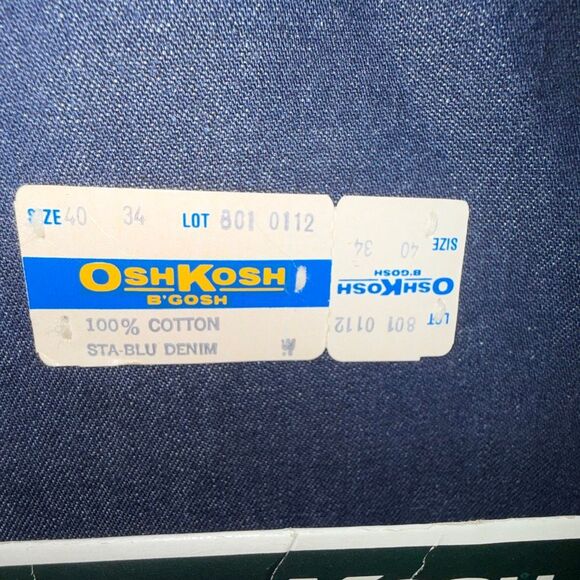 SIZE 40 34 LOT 801 0112
OSHKOSH
B'GOSH
100% COTTON
STA-BLU DENIM
SIZE 40 34
OSHKOSH
B'GOSH
LOT 801 0112